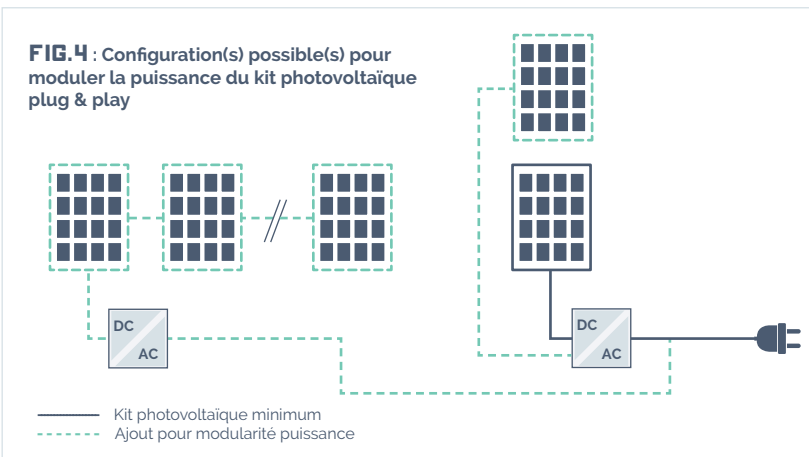 FIG.4 : Configuration(s) possible(s) pour
moduler la puissance du kit photovoltaïque
plug & play
DC
AC
DC
AC
Kit photovoltaïque minimum
Ajout pour modularité puissance